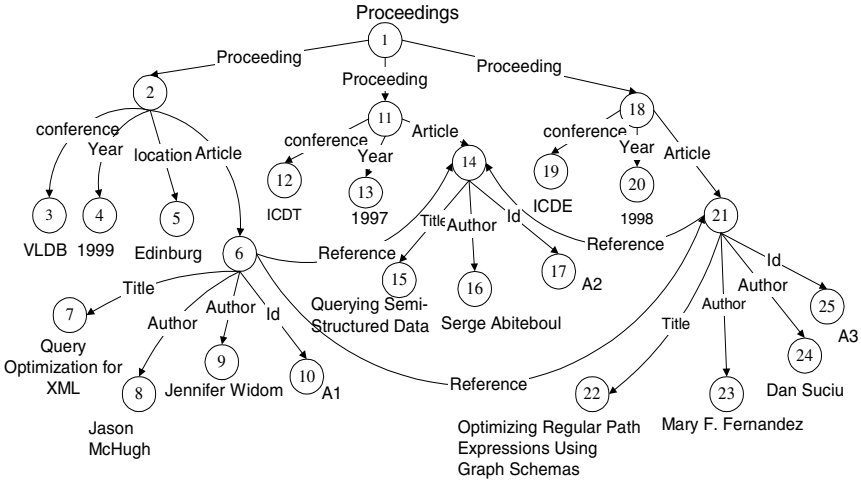 Proceedings
1
Proceeding
Proceeding
Proceeding
2
11
18
conference
Year
location
Article
conference
Year
Article
conference
Year
Article
3
4
5
12
13
14
19
20
21
VLDB
1999
Edinburg
ICDT
1997
ICDE
1998
6
Reference
Reference
Reference
Title
Author
Id
15
16
17
A2
Querying Semi-
Structured Data
Serge Abiteboul
Title
Author
Author
Id
7
8
9
10
Query
Optimization for
XML
Jason
McHugh
Jennifer Widom
A1
Title
Author
Author
Id
22
23
24
25
Optimizing Regular Path
Expressions Using
Graph Schemas
Mary F. Fernandez
Dan Suciu
A3